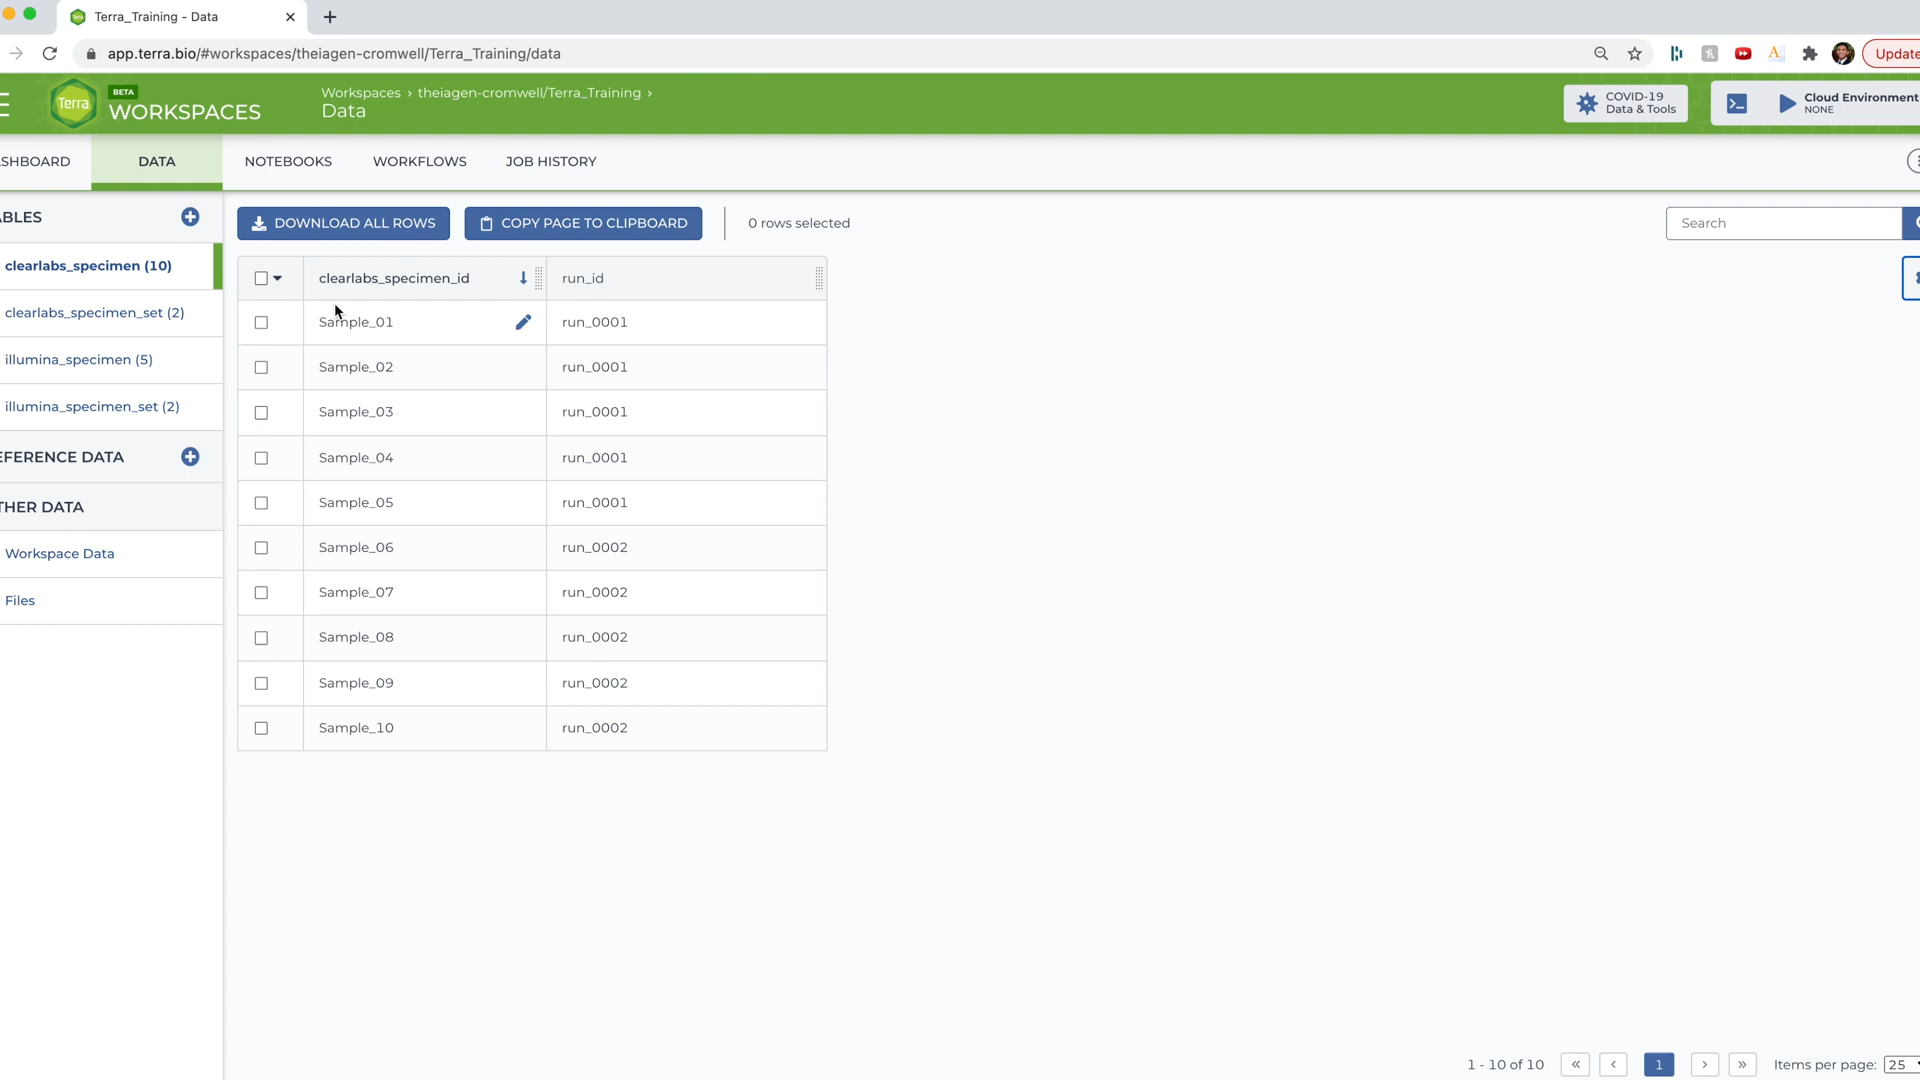 Terra_Training - Data
app.terra.bio/#workspaces/theiagen-cromwell/Terra_Training/data
Update
Terra
BETA
WORKSPACES
Workspaces › theiagen-cromwell/Terra_Training ›
Data
COVID-19
Data & Tools
Cloud Environment
NONE
SHBOARD
DATA
NOTEBOOKS
WORKFLOWS
JOB HISTORY
ABLES
DOWNLOAD ALL ROWS
COPY PAGE TO CLIPBOARD
0 rows selected
Search
clearlabs_specimen (10)
clearlabs_specimen_set (2)
illumina_specimen (5)
illumina_specimen_set (2)
EFERENCE DATA
THER DATA
Workspace Data
Files
clearlabs_specimen_id run_id
Sample_01 run_0001
Sample_02 run_0001
Sample_03 run_0001
Sample_04 run_0001
Sample_05 run_0001
Sample_06 run_0002
Sample_07 run_0002
Sample_08 run_0002
Sample_09 run_0002
Sample_10 run_0002
1 - 10 of 10 « ‹ 1 › » Items per page: 25